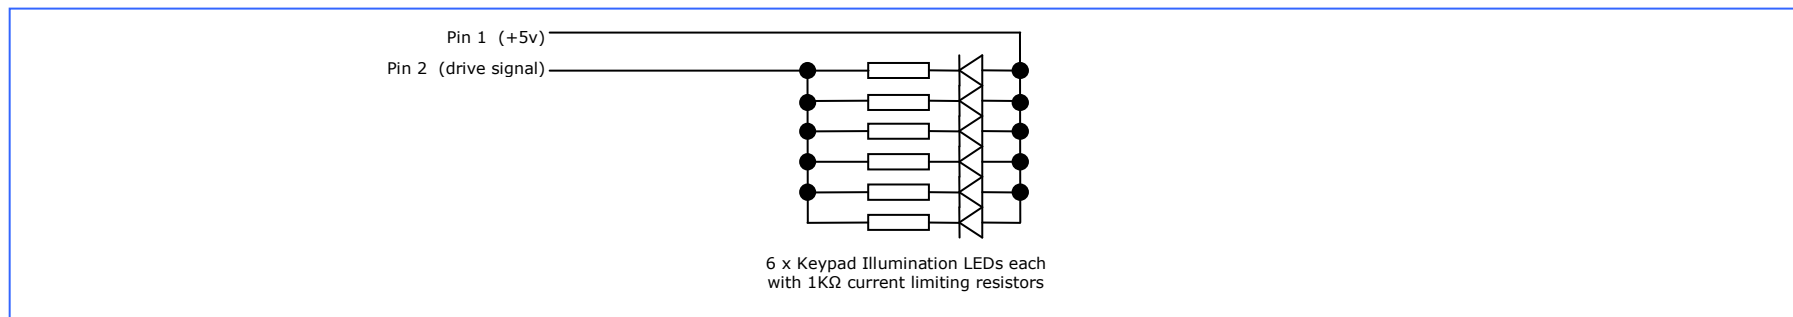 Pin 1  (+5v)
Pin 2  (drive signal)
6 x Keypad Illumination LEDs each
with 1KΩ current limiting resistors